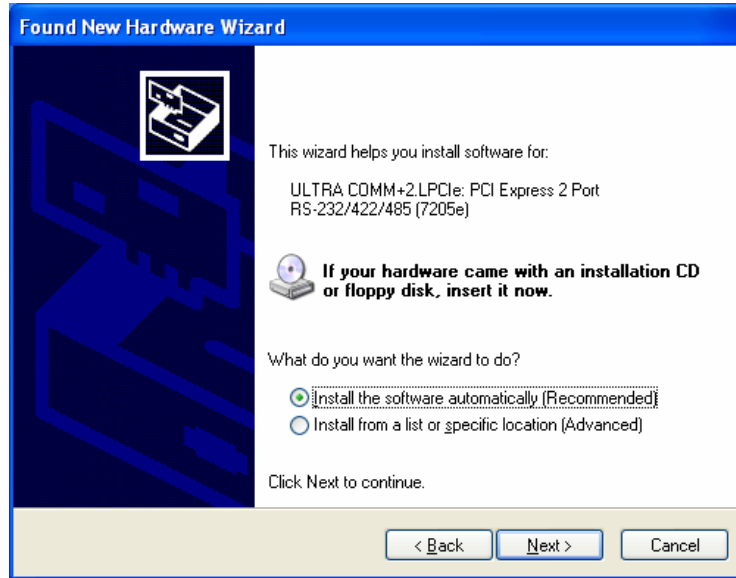 Found New Hardware Wizard
This wizard helps you install software for:
ULTRA COMM+2.LPCIe: PCI Express 2 Port
RS-232/422/485 (7205e)
If your hardware came with an installation CD
or floppy disk, insert it now.
What do you want the wizard to do?
Install the software automatically (Recommended)
Install from a list or specific location (Advanced)
Click Next to continue.
< Back
Next >
Cancel